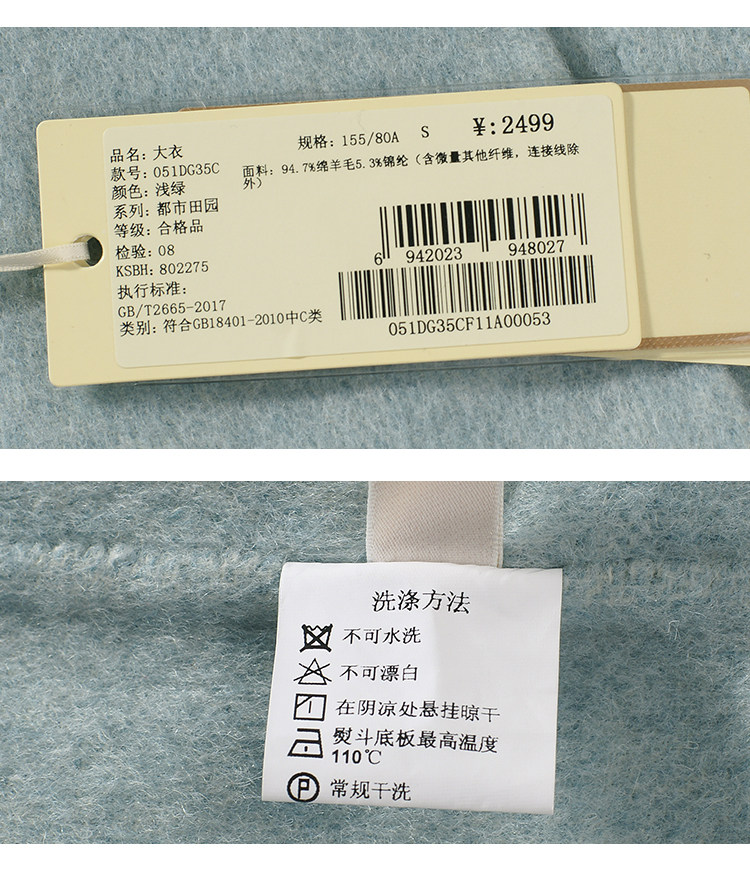 品名: 大衣
规格: 155/80A S ¥: 2499
款号: 051DG35C
面料: 94.7%绵羊毛5.3%锦纶（含微量其他纤维，连接线除
外）
颜色: 浅绿
系列: 都市田园
等级: 合格品
检验: 08
KSBH: 802275
执行标准:
GB/T2665-2017
类别: 符合GB18401-2010中C类
6 942023 948027
051DG35CF11A00053
洗涤方法
不可水洗
不可漂白
在阴凉处悬挂晾干
熨斗底板最高温度
110℃
P 常规干洗